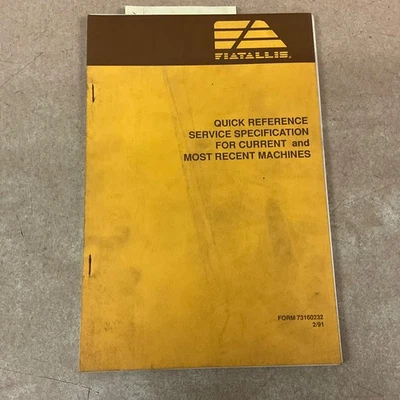 FIATALLIS
QUICK REFERENCE
SERVICE SPECIFICATION
FOR CURRENT and
MOST RECENT MACHINES
FORM 73160232
2/91